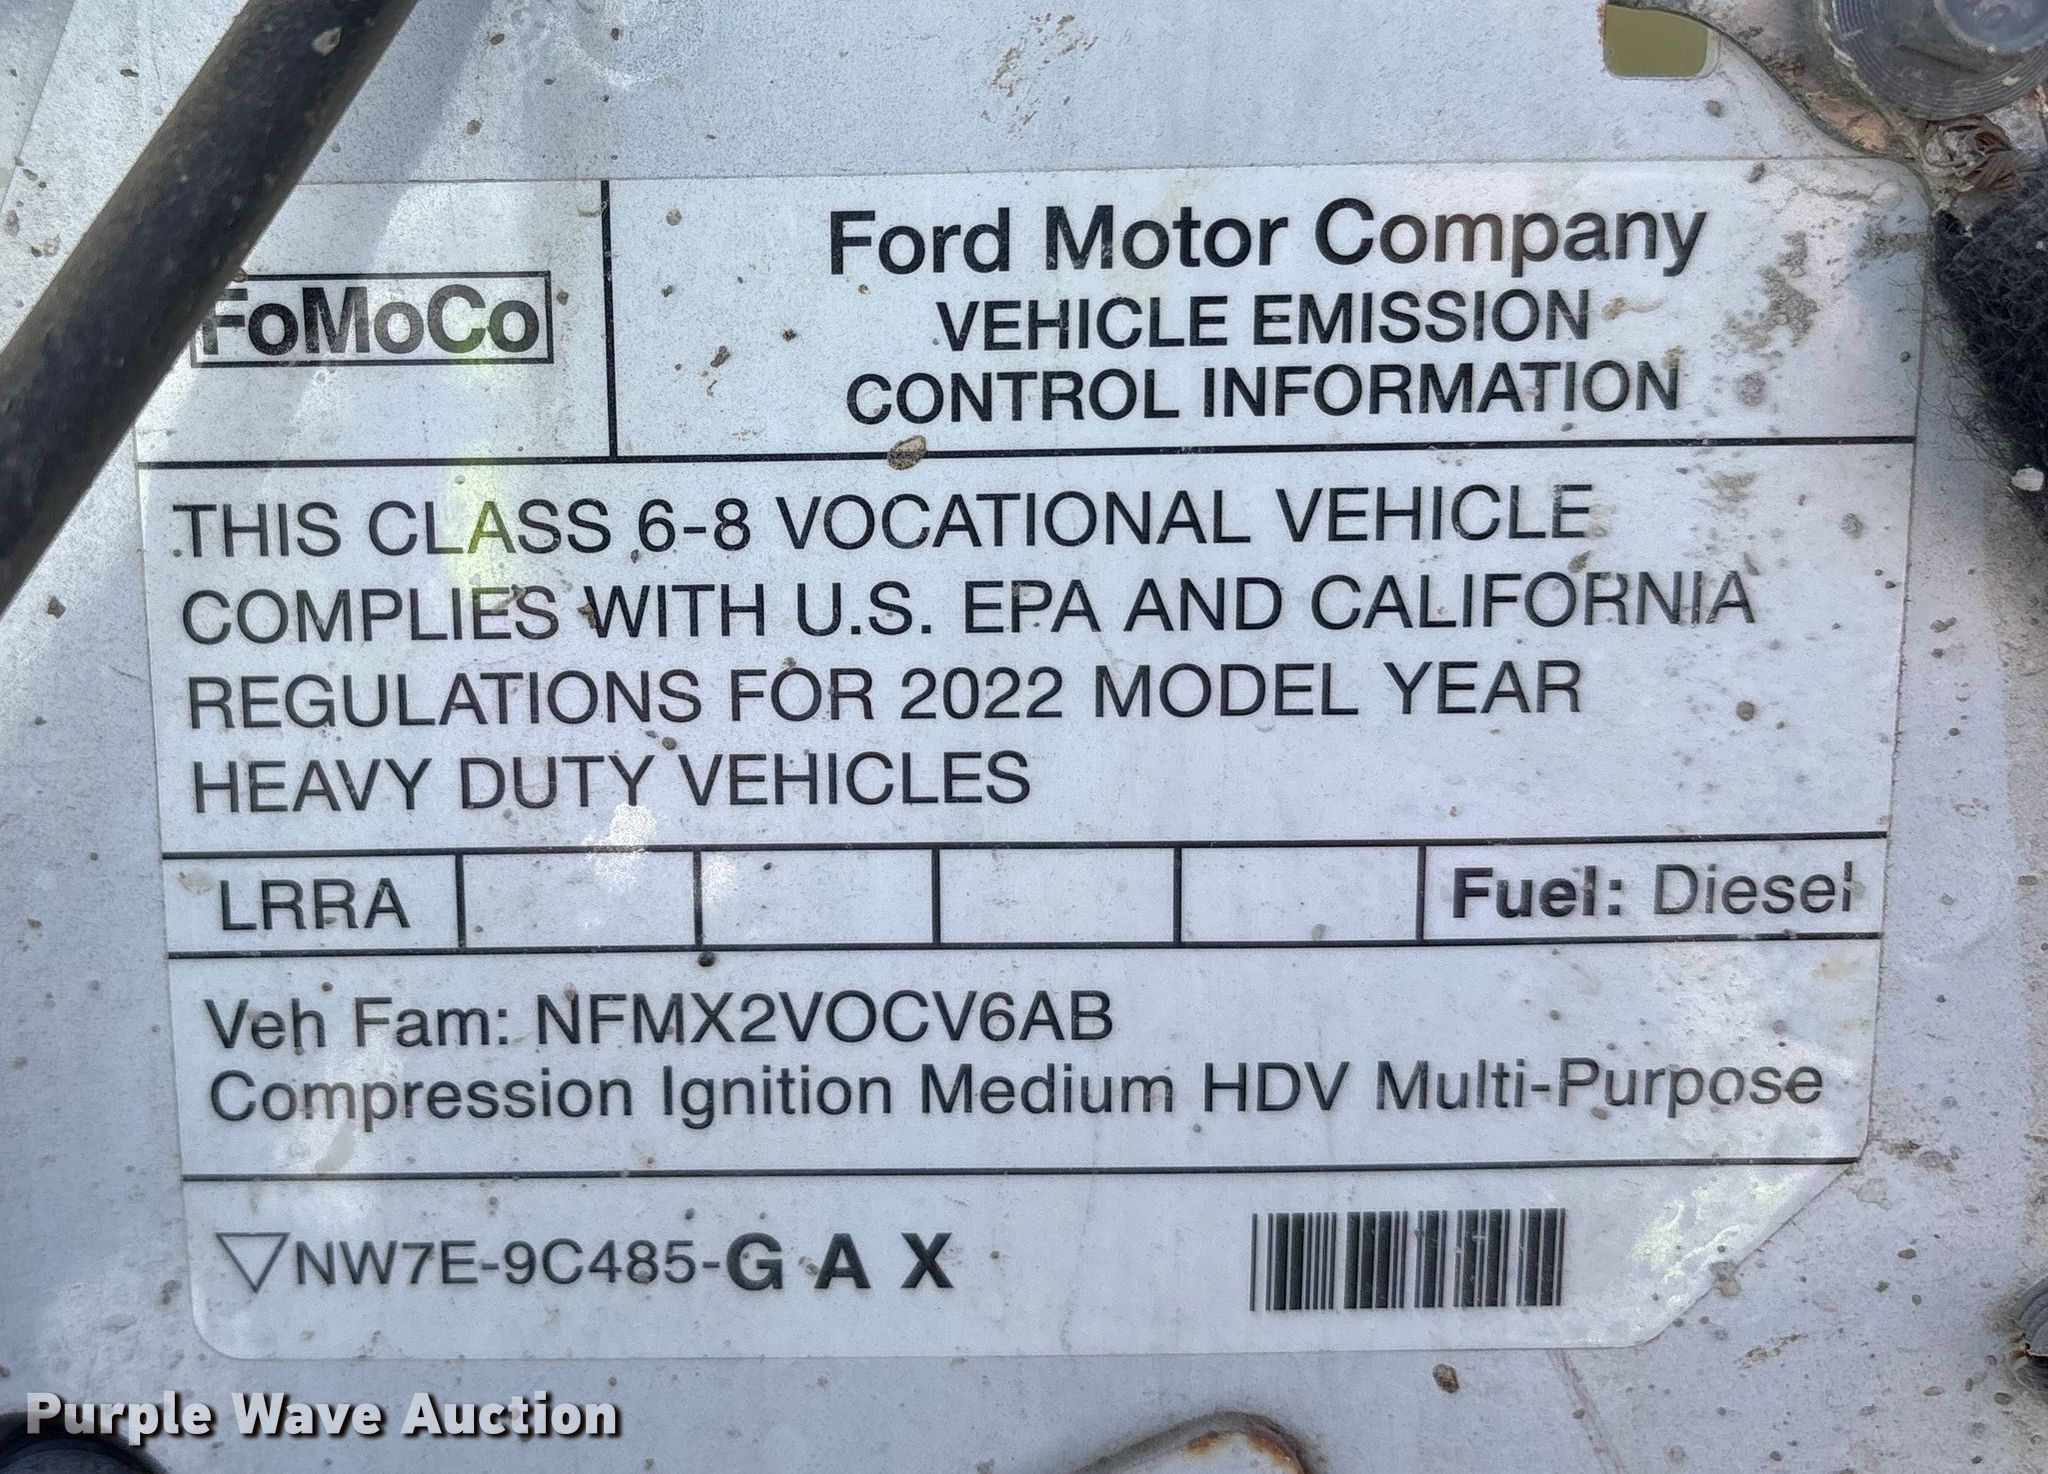 FoMoCo
Ford Motor Company
VEHICLE EMISSION
CONTROL INFORMATION
THIS CLASS 6-8 VOCATIONAL VEHICLE
COMPLIES WITH U.S. EPA AND CALIFORNIA
REGULATIONS FOR 2022 MODEL YEAR
HEAVY DUTY VEHICLES
LRRA
Fuel: Diesel
Veh Fam: NFMX2VOCV6AB
Compression Ignition Medium HDV Multi-Purpose
▽NW7E-9C485-G A X
Purple Wave Auction